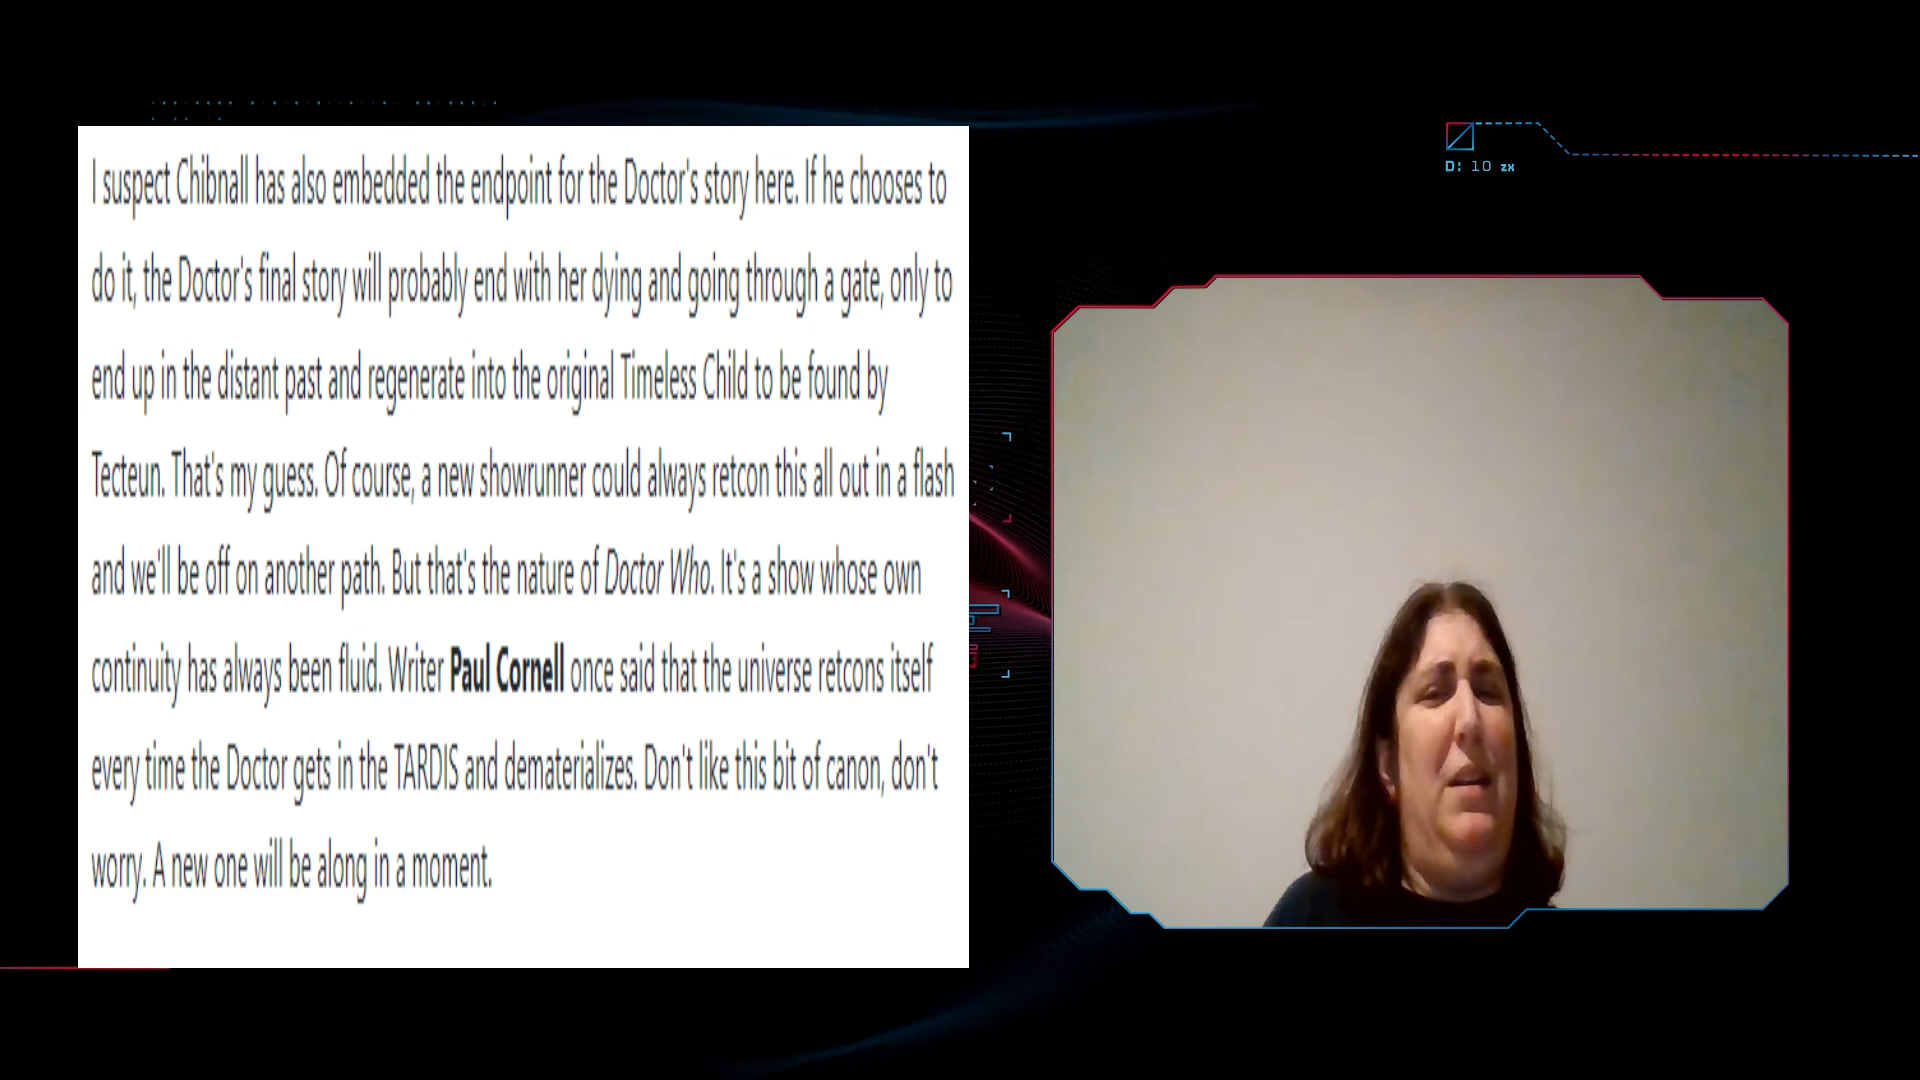 I suspect Chibnall has also embedded the endpoint for the Doctor's story here. If he chooses to
do it, the Doctor's final story will probably end with her dying and going through a gate, only to
end up in the distant past and regenerate into the original Timeless Child to be found by
Tecteun. That's my guess. Of course, a new showrunner could always retcon this all out in a flash
and we'll be off on another path. But that's the nature of Doctor Who. It's a show whose own
continuity has always been fluid. Writer Paul Cornell once said that the universe retcons itself
every time the Doctor gets in the TARDIS and dematerializes. Don't like this bit of canon, don't
worry. A new one will be along in a moment.
D: 10 zx